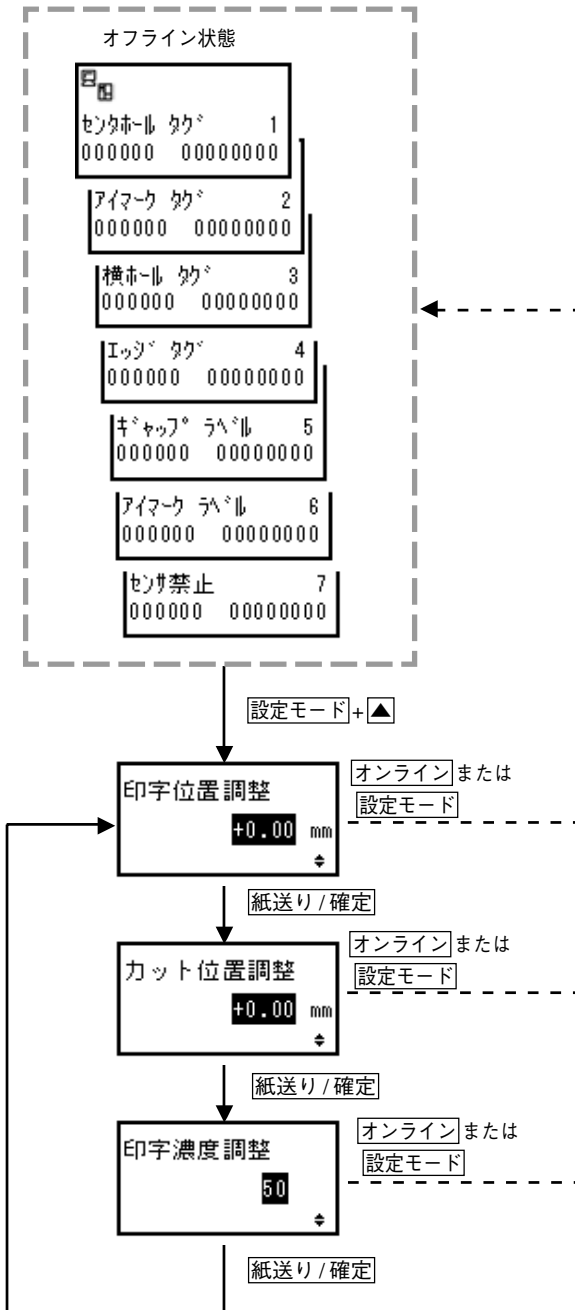 オフライン状態
センタホール タグ 1
000000 00000000
アイマーク タグ 2
000000 00000000
横ホール タグ 3
000000 00000000
エッジ タグ 4
000000 00000000
ギャップ ラベル 5
000000 00000000
アイマーク ラベル 6
000000 00000000
センサ禁止 7
000000 00000000
設定モード+▲
印字位置調整
+0.00 mm
オンラインまたは
設定モード
紙送り/確定
カット位置調整
+0.00 mm
オンラインまたは
設定モード
紙送り/確定
印字濃度調整
50
オンラインまたは
設定モード
紙送り/確定